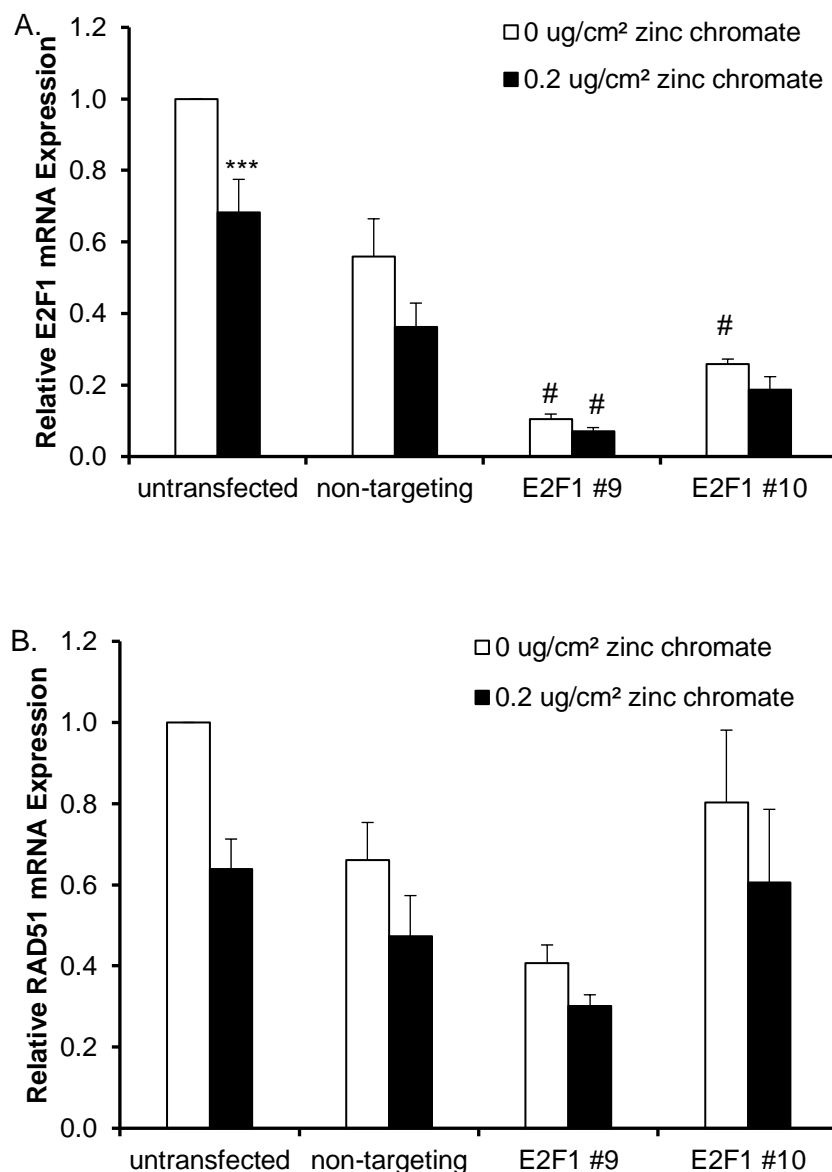 A.
Relative E2F1 mRNA Expression
1.2
1.0
0.8
0.6
0.4
0.2
0.0
0 ug/cm² zinc chromate
0.2 ug/cm² zinc chromate
***
#
#
#
untransfected
non-targeting
E2F1 #9
E2F1 #10
B.
Relative RAD51 mRNA Expression
1.2
1.0
0.8
0.6
0.4
0.2
0.0
0 ug/cm² zinc chromate
0.2 ug/cm² zinc chromate
untransfected
non-targeting
E2F1 #9
E2F1 #10